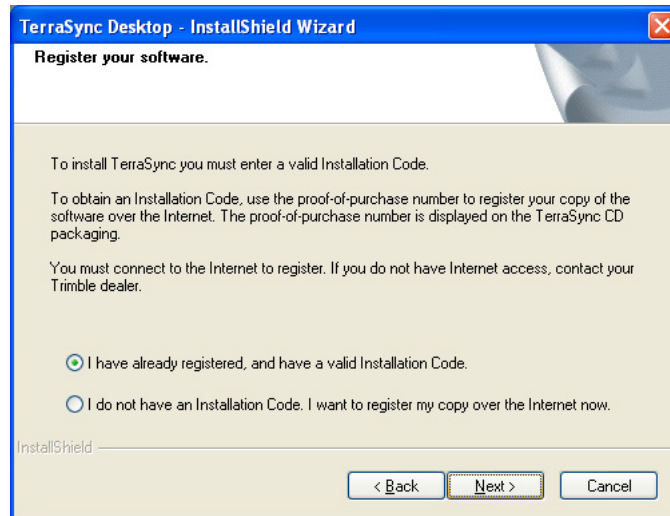 TerraSync Desktop - InstallShield Wizard
Register your software.
To install TerraSync you must enter a valid Installation Code.
To obtain an Installation Code, use the proof-of-purchase number to register your copy of the
software over the Internet. The proof-of-purchase number is displayed on the TerraSync CD
packaging.
You must connect to the Internet to register. If you do not have Internet access, contact your
Trimble dealer.
I have already registered, and have a valid Installation Code.
I do not have an Installation Code. I want to register my copy over the Internet now.
InstallShield
< Back
Next >
Cancel